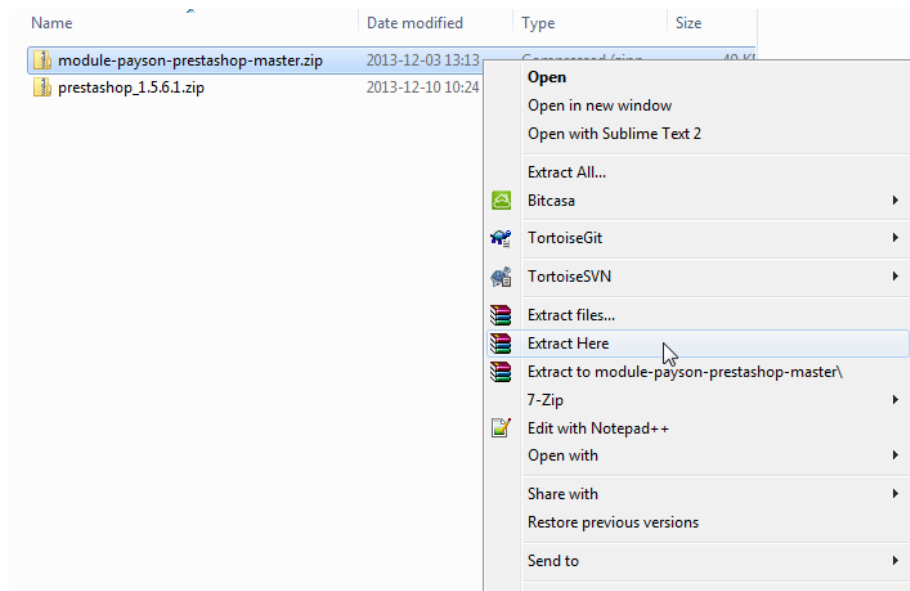 Name Date modified Type Size
module-payson-prestashop-master.zip 2013-12-03 13:13
prestashop_1.5.6.1.zip 2013-12-10 10:24
Open
Open in new window
Open with Sublime Text 2
Extract All...
Bitcasa
TortoiseGit
TortoiseSVN
Extract files...
Extract Here
Extract to module-payson-prestashop-master\
7-Zip
Edit with Notepad++
Open with
Share with
Restore previous versions
Send to